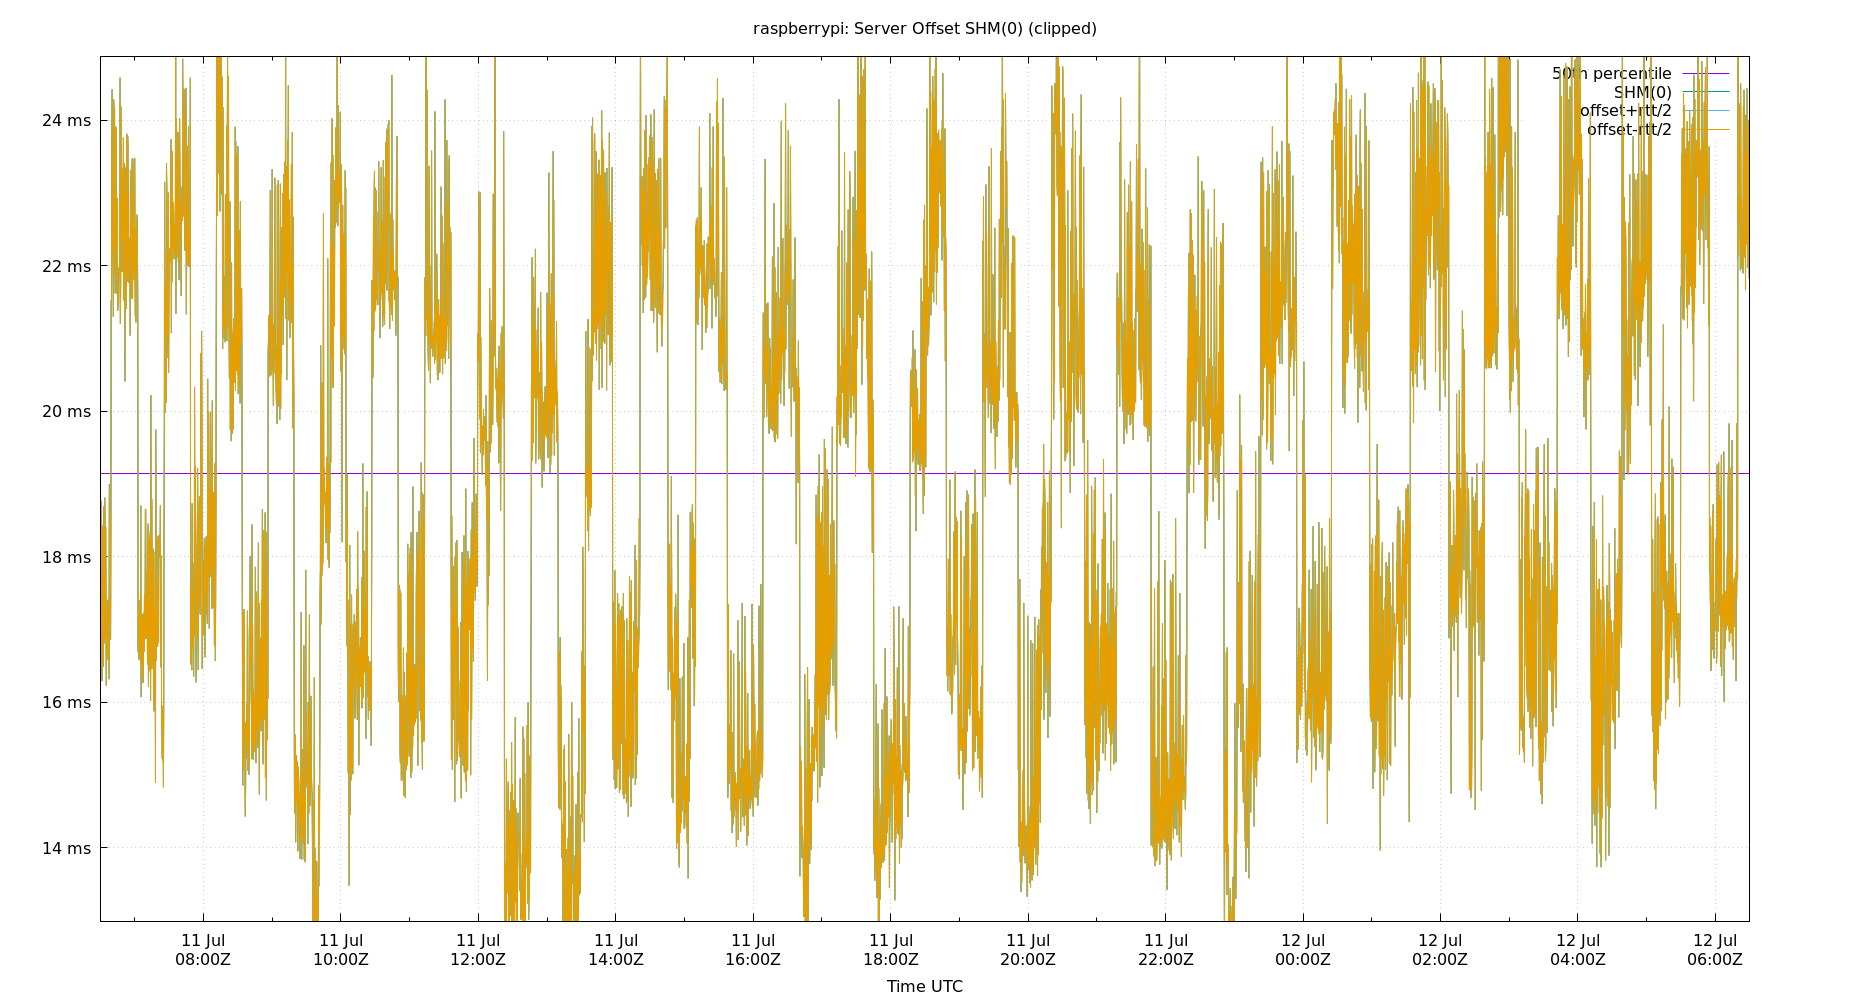 raspberrypi: Server Offset SHM(0) (clipped)
50th percentile
SHM(0)
offset+rtt/2
offset-rtt/2
24 ms
22 ms
20 ms
18 ms
16 ms
14 ms
11 Jul 11 Jul 11 Jul 11 Jul 11 Jul 11 Jul 11 Jul 11 Jul 12 Jul 12 Jul 12 Jul 12 Jul
08:00Z 10:00Z 12:00Z 14:00Z 16:00Z 18:00Z 20:00Z 22:00Z 00:00Z 02:00Z 04:00Z 06:00Z
Time UTC